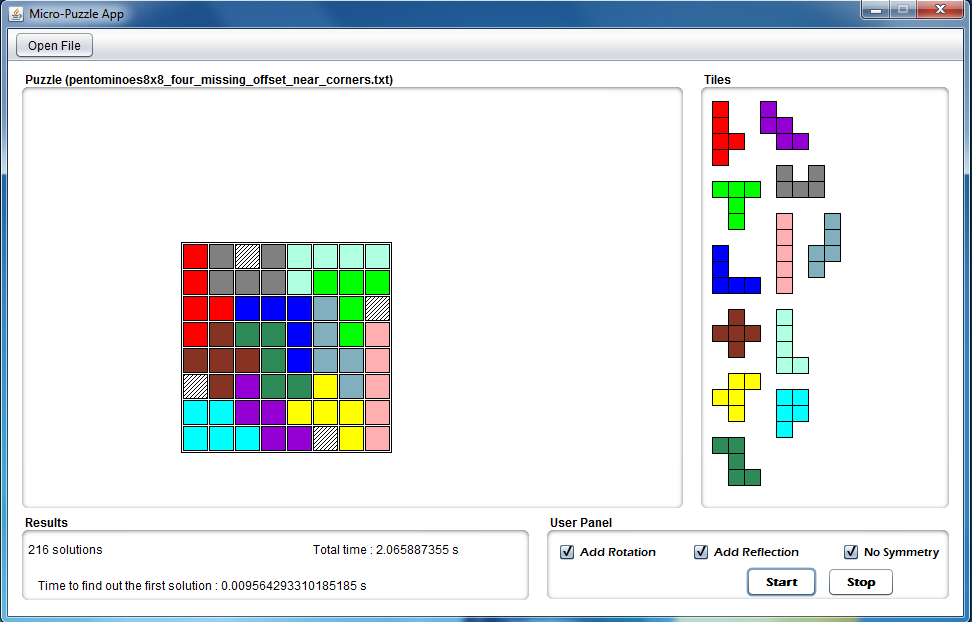 Micro-Puzzle App
Open File
Puzzle (pentominoes8x8_four_missing_offset_near_corners.txt)
Tiles
Results
216 solutions
Total time : 2.065887355 s
Time to find out the first solution : 0.009564293310185185 s
User Panel
Add Rotation
Add Reflection
No Symmetry
Start
Stop